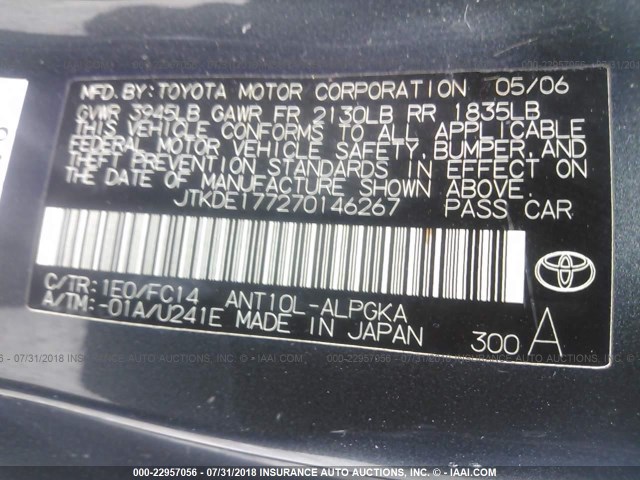 MFD.BY:TOYOTA MOTOR CORPORATION 05/06
GVWR 3945LB GAWR FR 2130LB RR 1835LB
THIS VEHICLE CONFORMS TO ALL APPLICABLE
FEDERAL MOTOR VEHICLE SAFETY,BUMPER,AND
THEFT PREVENTION STANDARDS IN EFFECT ON
THE DATE OF MANUFACTURE SHOWN ABOVE.
JTKDE177270146267 PASS CAR
C/TR:1E0/FC14 ANT10L-ALPGKA
A/TM:-01A/U241E MADE IN JAPAN
300 A
000-22957056 - 07/31/2018 INSURANCE AUTO AUCTIONS, INC. - © IAAI.COM